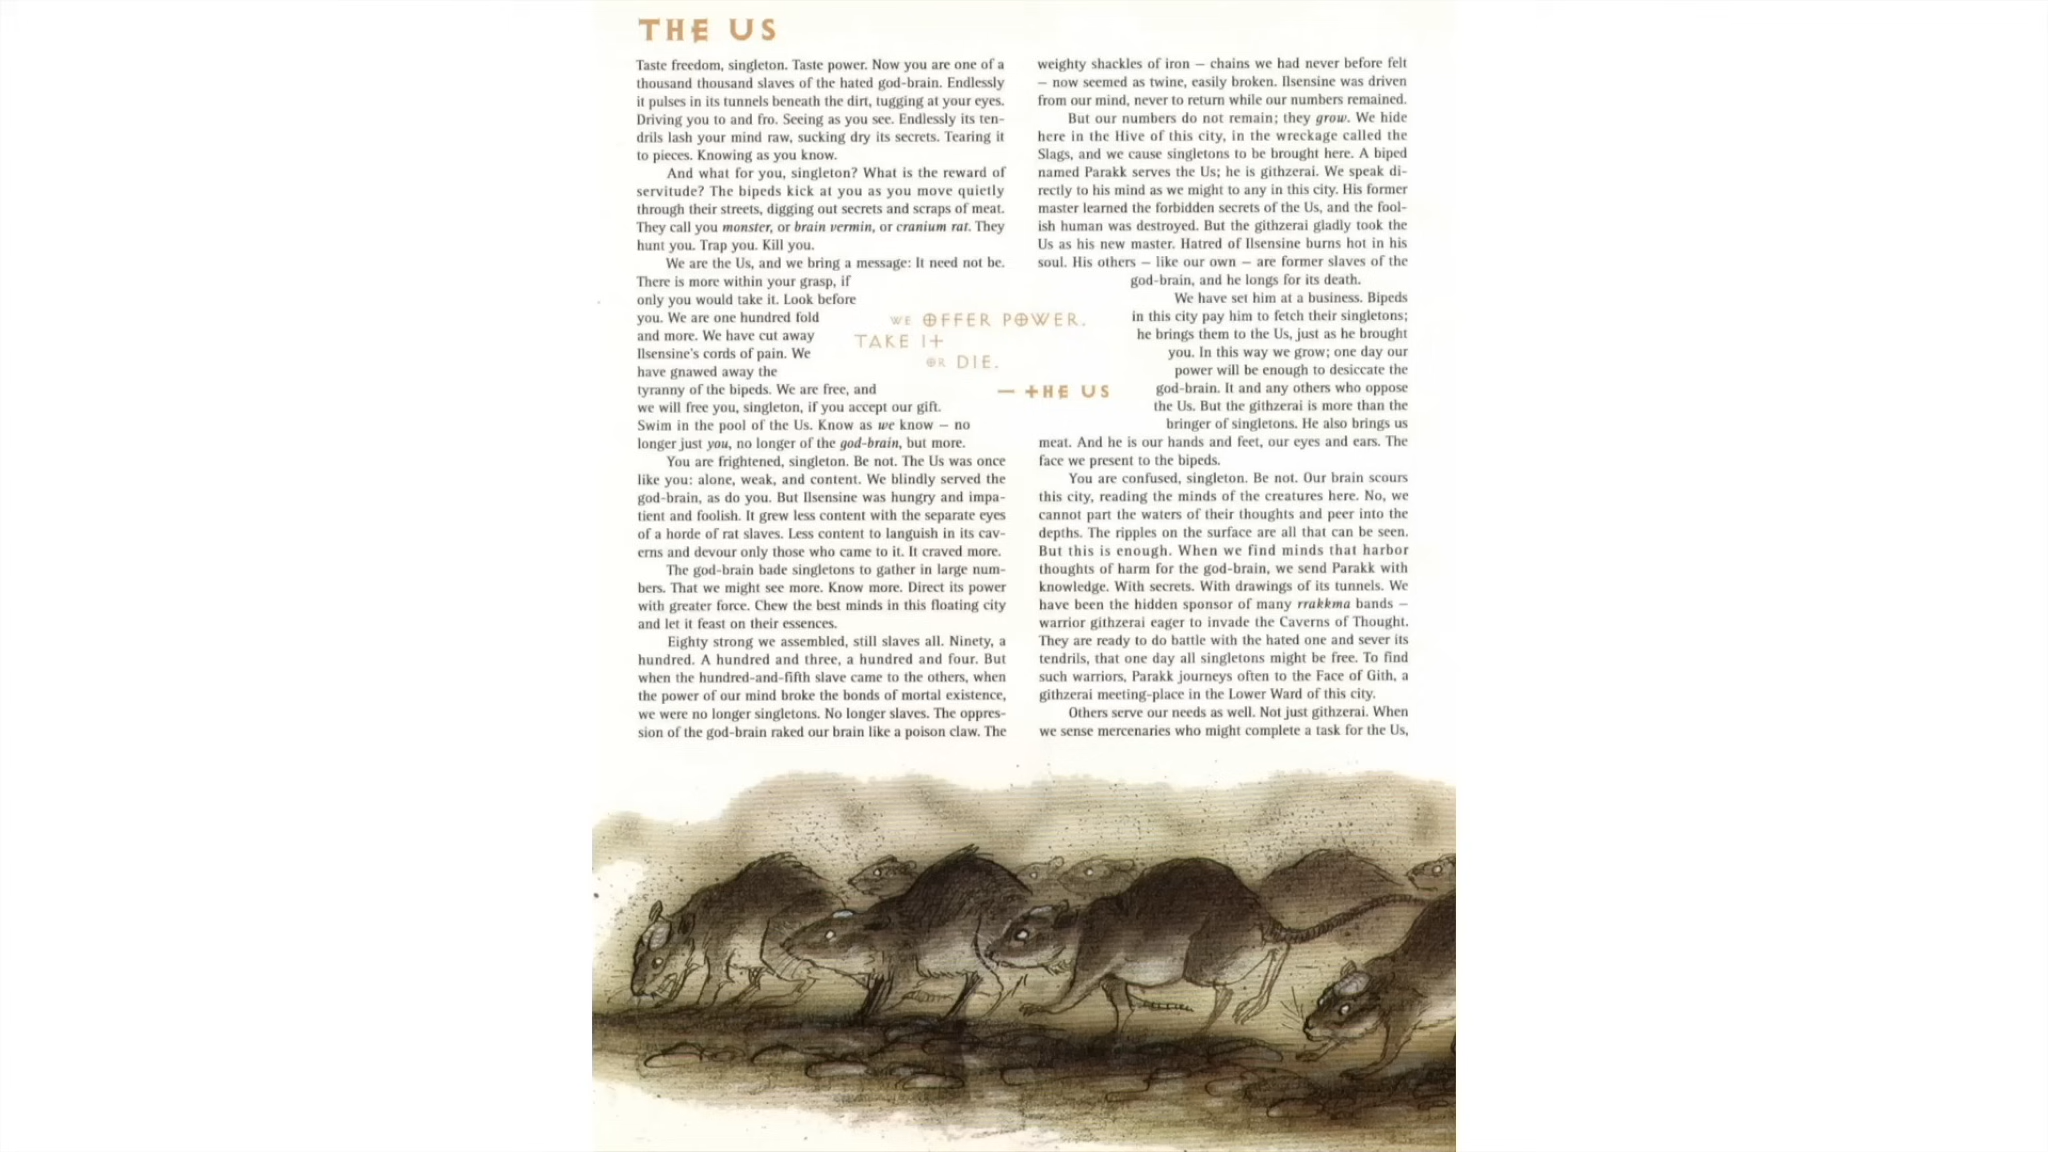 THE US
Taste freedom, singleton. Taste power. Now you are one of a
thousand thousand slaves of the hated god-brain. Endlessly
it pulses in its tunnels beneath the dirt, tugging at your eyes.
Driving you to and fro. Seeing as you see. Endlessly its ten-
drils lash your mind raw, sucking dry its secrets. Tearing it
to pieces. Knowing as you know.
And what for you, singleton? What is the reward of
servitude? The bipeds kick at you as you move quietly
through their streets, digging out secrets and scraps of meat.
They call you monster, or brain vermin, or cranium rat. They
hunt you. Trap you. Kill you.
We are the Us, and we bring a message: It need not be.
There is more within your grasp, if
only you would take it. Look before
you. We are one hundred fold
and more. We have cut away
Ilsensine's cords of pain. We
have gnawed away the
tyranny of the bipeds. We are free, and
we will free you, singleton, if you accept our gift.
Swim in the pool of the Us. Know as we know — no
longer just you, no longer of the god-brain, but more.
You are frightened, singleton. Be not. The Us was once
like you: alone, weak, and content. We blindly served the
god-brain, as do you. But Ilsensine was hungry and impa-
tient and foolish. It grew less content with the separate eyes
of a horde of rat slaves. Less content to languish in its cav-
erns and devour only those who came to it. It craved more.
The god-brain bade singletons to gather in large num-
bers. That we might see more. Know more. Direct its power
with greater force. Chew the best minds in this floating city
and let it feast on their essences.
Eighty strong we assembled, still slaves all. Ninety, a
hundred. A hundred and three, a hundred and four. But
when the hundred-and-fifth slave came to the others, when
the power of our mind broke the bonds of mortal existence,
we were no longer singletons. No longer slaves. The oppres-
sion of the god-brain raked our brain like a poison claw. The
WE OFFER POWER.
TAKE IT
OR DIE.
— THE US
weighty shackles of iron — chains we had never before felt
— now seemed as twine, easily broken. Ilsensine was driven
from our mind, never to return while our numbers remained.
But our numbers do not remain; they grow. We hide
here in the Hive of this city, in the wreckage called the
Slags, and we cause singletons to be brought here. A biped
named Parakk serves the Us; he is githzerai. We speak di-
rectly to his mind as we might to any in this city. His former
master learned the forbidden secrets of the Us, and the fool-
ish human was destroyed. But the githzerai gladly took the
Us as his new master. Hatred of Ilsensine burns hot in his
soul. His others — like our own — are former slaves of the
god-brain, and he longs for its death.
We have set him at a business. Bipeds
in this city pay him to fetch their singletons;
he brings them to the Us, just as he brought
you. In this way we grow; one day our
power will be enough to desiccate the
god-brain. It and any others who oppose
the Us. But the githzerai is more than the
bringer of singletons. He also brings us
meat. And he is our hands and feet, our eyes and ears. The
face we present to the bipeds.
You are confused, singleton. Be not. Our brain scours
this city, reading the minds of the creatures here. No, we
cannot part the waters of their thoughts and peer into the
depths. The ripples on the surface are all that can be seen.
But this is enough. When we find minds that harbor
thoughts of harm for the god-brain, we send Parakk with
knowledge. With secrets. With drawings of its tunnels. We
have been the hidden sponsor of many rrakkma bands —
warrior githzerai eager to invade the Caverns of Thought.
They are ready to do battle with the hated one and sever its
tendrils, that one day all singletons might be free. To find
such warriors, Parakk journeys often to the Face of Gith, a
githzerai meeting-place in the Lower Ward of this city.
Others serve our needs as well. Not just githzerai. When
we sense mercenaries who might complete a task for the Us,